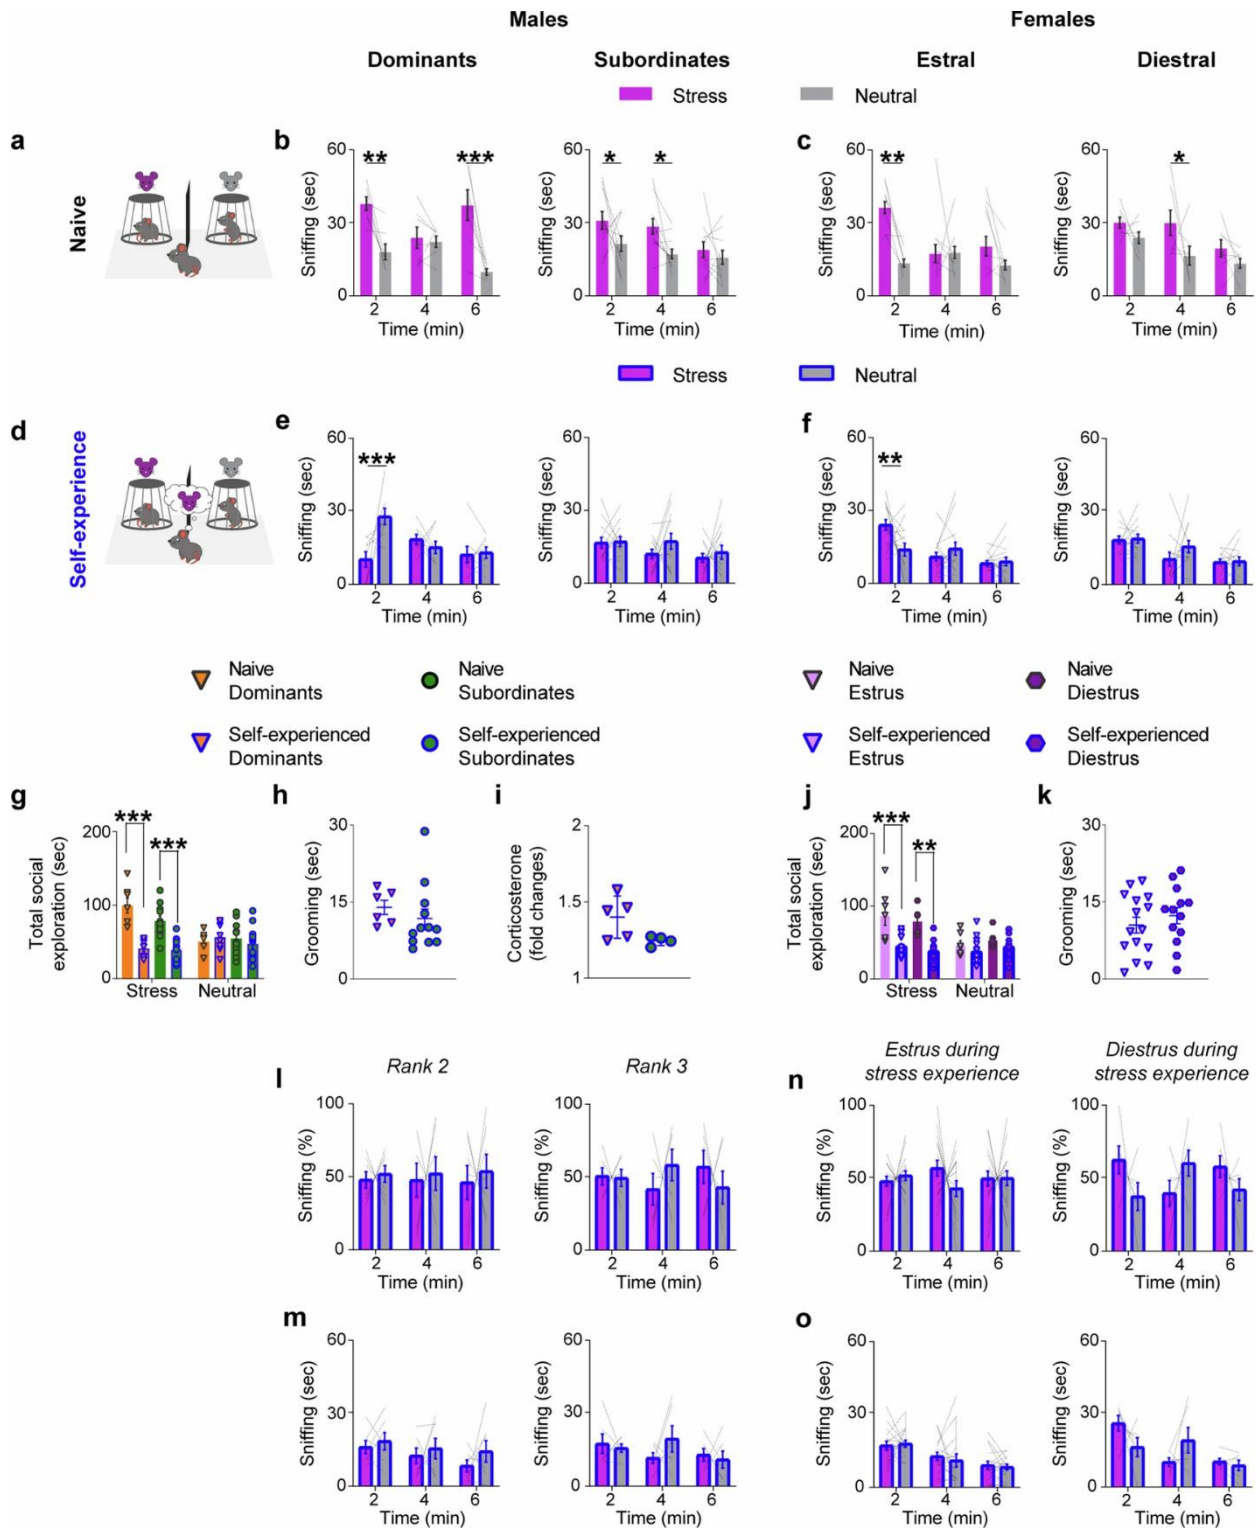 Males
Females
Dominants
Subordinates
Estral
Diestral
Stress
Neutral
a
Naive
b
Sniffing (sec)
60
30
0
**
***
2
4
6
Time (min)
Sniffing (sec)
60
30
0
*
*
2
4
6
Time (min)
c
Sniffing (sec)
60
30
0
**
2
4
6
Time (min)
Sniffing (sec)
60
30
0
*
2
4
6
Time (min)
Stress
Neutral
d
Self-experience
e
Sniffing (sec)
60
30
0
***
2
4
6
Time (min)
Sniffing (sec)
60
30
0
2
4
6
Time (min)
f
Sniffing (sec)
60
30
0
**
2
4
6
Time (min)
Sniffing (sec)
60
30
0
2
4
6
Time (min)
Naive
Dominants
Naive
Subordinates
Naive
Estrus
Naive
Diestrus
Self-experienced
Dominants
Self-experienced
Subordinates
Self-experienced
Estrus
Self-experienced
Diestrus
g
Total social
exploration (sec)
200
100
0
***
***
Stress
Neutral
h
Grooming (sec)
30
15
0
i
Corticosterone
(fold changes)
2
1.5
1
j
Total social
exploration (sec)
200
100
0
***
**
Stress
Neutral
k
Grooming (sec)
30
15
0
l
Rank 2
Sniffing (%)
100
50
0
2
4
6
Time (min)
Rank 3
Sniffing (%)
100
50
0
2
4
6
Time (min)
n
Estrus during
stress experience
Sniffing (%)
100
50
0
2
4
6
Time (min)
Diestrus during
stress experience
Sniffing (%)
100
50
0
2
4
6
Time (min)
m
Sniffing (sec)
60
30
0
2
4
6
Time (min)
Sniffing (sec)
60
30
0
2
4
6
Time (min)
o
Sniffing (sec)
60
30
0
2
4
6
Time (min)
Sniffing (sec)
60
30
0
2
4
6
Time (min)